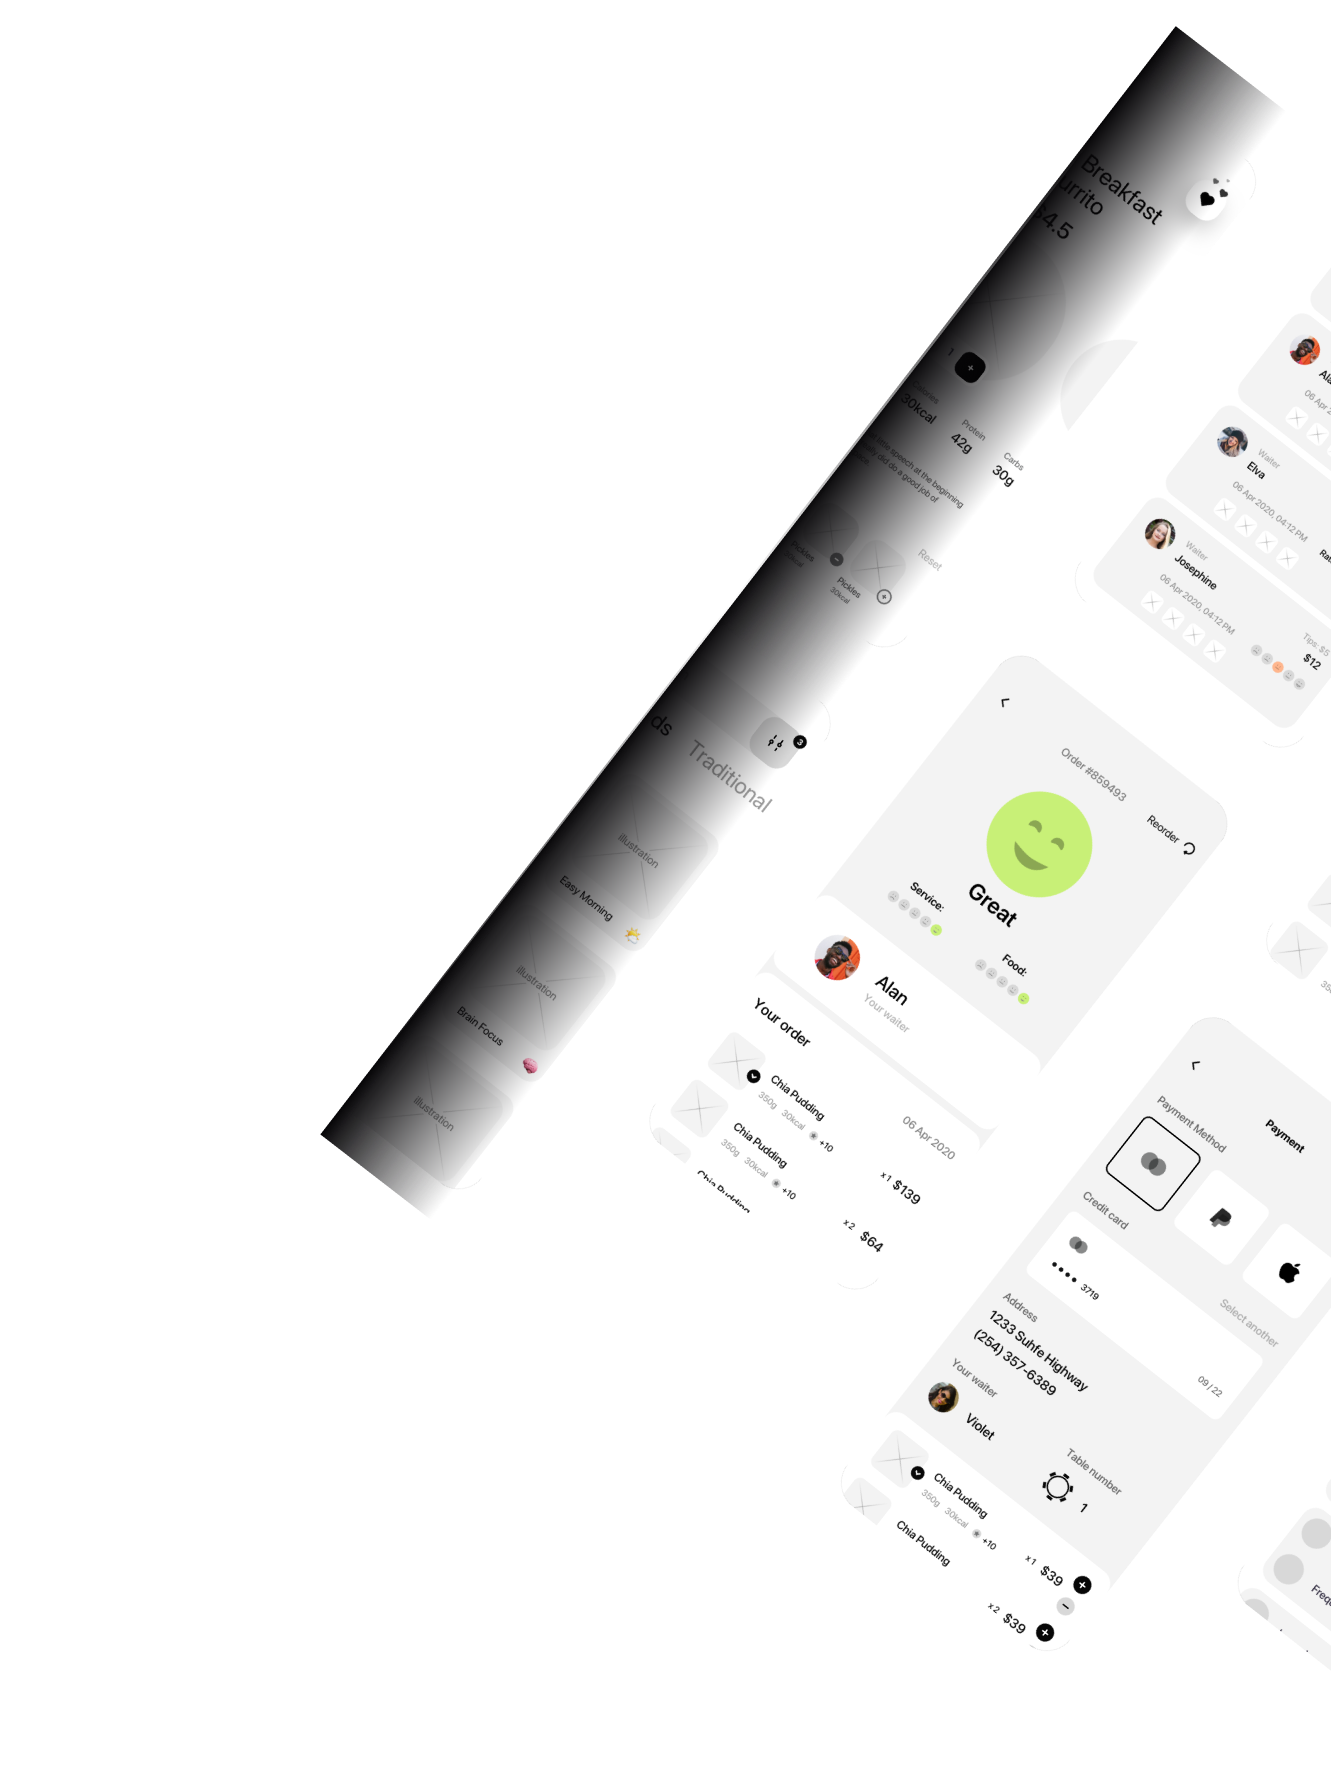 Breakfast
urrito
$4.5
1
Calories
30kcal
Protein
42g
Carbs
30g
speech at the beginning
did do a good job of
Pickles
30kcal
Pickles
30kcal
Reset
ds
Traditional
3
illustration
Easy Morning
illustration
Brain Focus
illustration
Ala
06 Apr 2
Waiter
Elva
06 Apr 2020, 04:12 PM
Rat
Waiter
Josephine
06 Apr 2020, 04:12 PM
Tips: $5
$12
Order #859493
Reorder
Great
Service:
Food:
Alan
Your waiter
Your order
06 Apr 2020
Chia Pudding
350g 30kcal +10
x1 $139
Chia Pudding
350g 30kcal +10
x2 $64
Chia Pudding
350
Payment
Payment Method
Credit card
Select another
•••• 3719
09 / 22
Address
1233 Suhfe Highway
(254) 357-6389
Your waiter
Violet
Table number
1
Chia Pudding
350g 30kcal +10
x1 $39
Chia Pudding
x2 $39
Freq